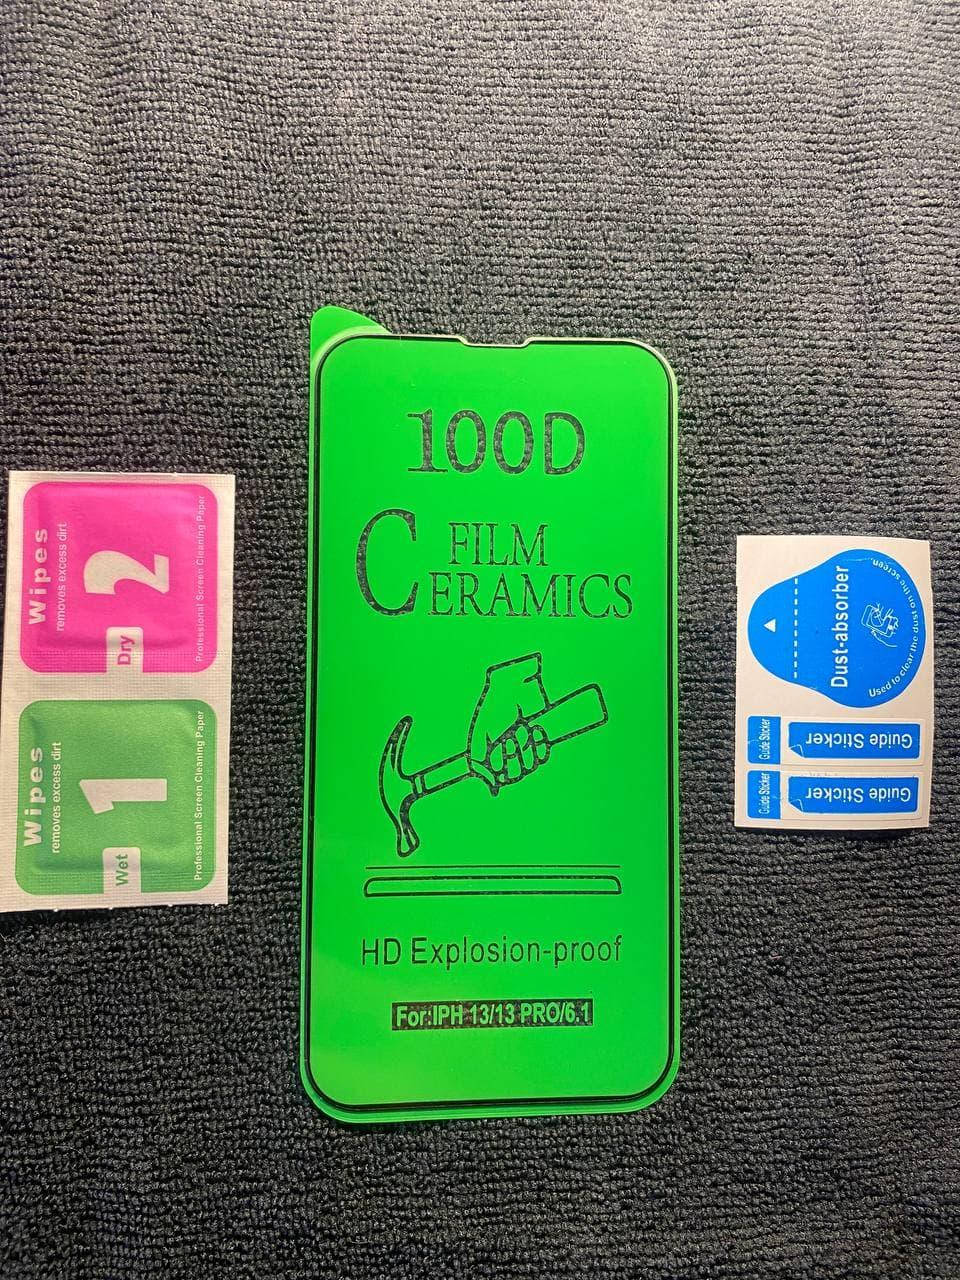 Wipes
removes excess dirt
2
Dry
Professional Screen Cleaning Paper
Wipes
removes excess dirt
1
Wet
Professional Screen Cleaning Paper
100D
FILM
CERAMICS
HD Explosion-proof
For:IPH 13/13 PRO/6.1
Dust-absorber
Used to clear the dust on the screen.
Guide Sticker
Guide Sticker
Guide Sticker
Guide Sticker